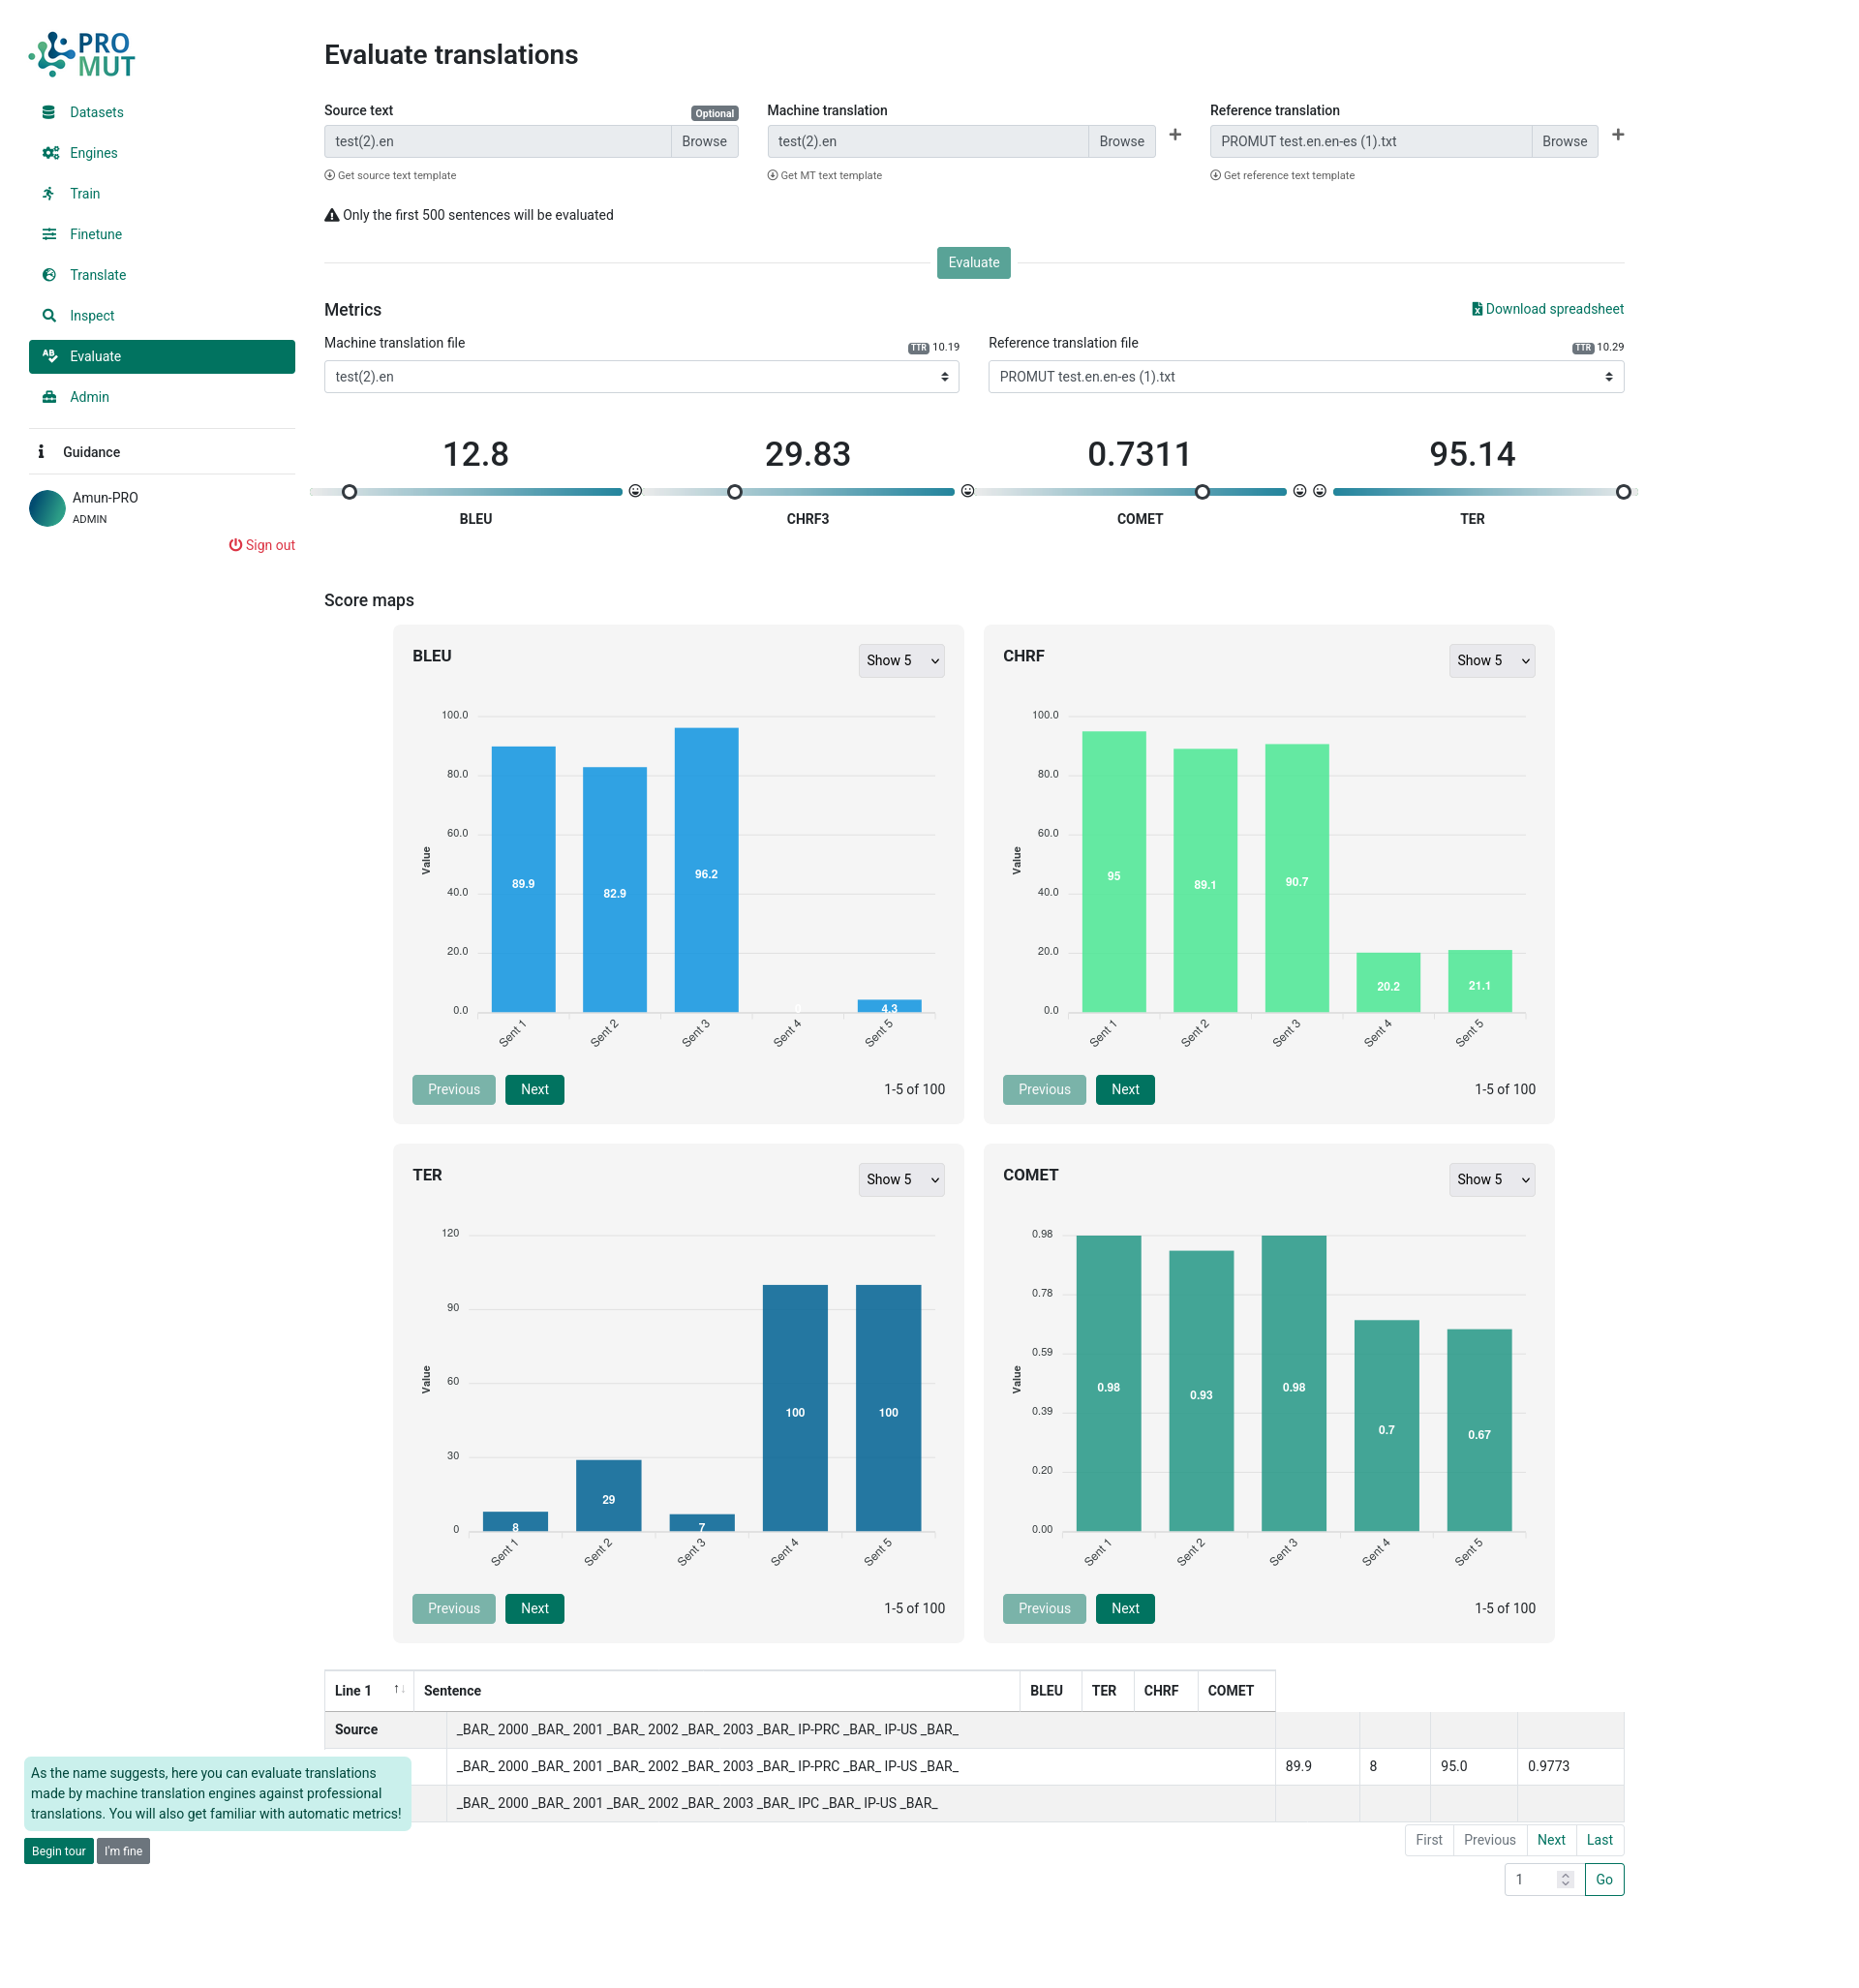 PRO
MUT
Datasets
Engines
Train
Finetune
Translate
Inspect
Evaluate
Admin
Guidance
Amun-PRO
ADMIN
Sign out
Evaluate translations
Source text Optional Machine translation Reference translation
test(2).en Browse test(2).en Browse PROMUT test.en.en-es (1).txt Browse
Get source text template Get MT text template Get reference text template
Only the first 500 sentences will be evaluated
Evaluate
Metrics Download spreadsheet
Machine translation file TTR 10.19 Reference translation file TTR 10.29
test(2).en PROMUT test.en.en-es (1).txt
12.8 29.83 0.7311 95.14
BLEU CHRF3 COMET TER
Score maps
BLEU Show 5
100.0
80.0
60.0
40.0
20.0
0.0
Value
89.9 82.9 96.2 0 4.3
Sent 1 Sent 2 Sent 3 Sent 4 Sent 5
Previous Next 1-5 of 100
CHRF Show 5
100.0
80.0
60.0
40.0
20.0
0.0
Value
95 89.1 90.7 20.2 21.1
Sent 1 Sent 2 Sent 3 Sent 4 Sent 5
Previous Next 1-5 of 100
TER Show 5
120
90
60
30
0
Value
8 29 7 100 100
Sent 1 Sent 2 Sent 3 Sent 4 Sent 5
Previous Next 1-5 of 100
COMET Show 5
0.98
0.78
0.59
0.39
0.20
0.00
Value
0.98 0.93 0.98 0.7 0.67
Sent 1 Sent 2 Sent 3 Sent 4 Sent 5
Previous Next 1-5 of 100
Line 1 ↑↓ Sentence BLEU TER CHRF COMET
Source _BAR_ 2000 _BAR_ 2001 _BAR_ 2002 _BAR_ 2003 _BAR_ IP-PRC _BAR_ IP-US _BAR_
_BAR_ 2000 _BAR_ 2001 _BAR_ 2002 _BAR_ 2003 _BAR_ IP-PRC _BAR_ IP-US _BAR_ 89.9 8 95.0 0.9773
_BAR_ 2000 _BAR_ 2001 _BAR_ 2002 _BAR_ 2003 _BAR_ IPC _BAR_ IP-US _BAR_
As the name suggests, here you can evaluate translations
made by machine translation engines against professional
translations. You will also get familiar with automatic metrics!
Begin tour I'm fine
First Previous Next Last
1 Go